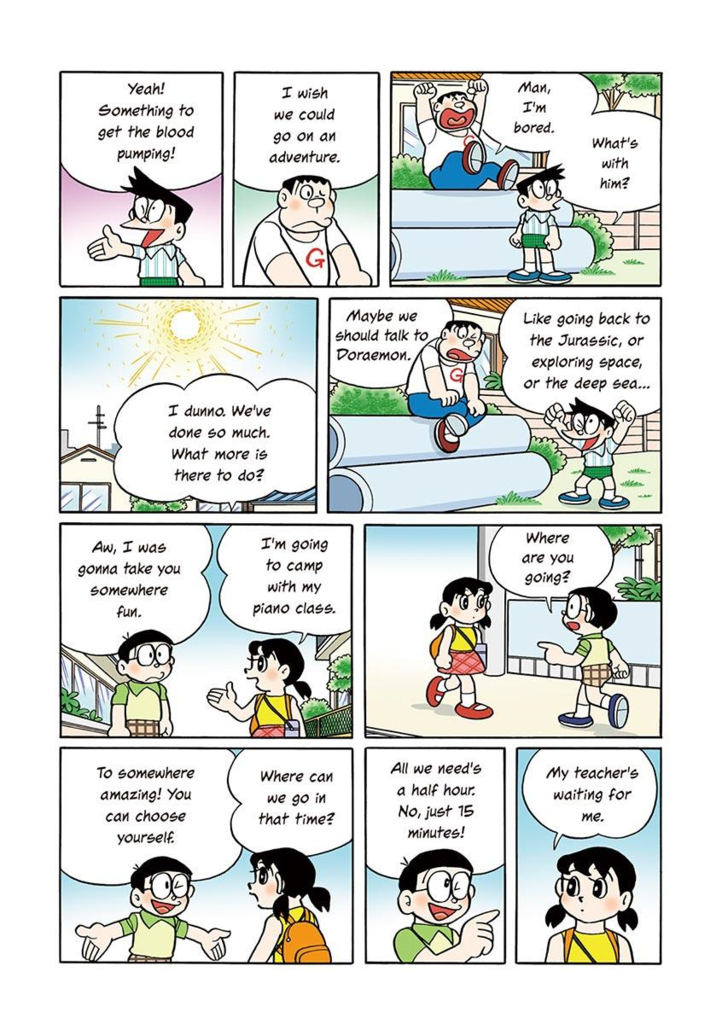 Man,
I'm
bored.
What's
with
him?
G
I wish
we could
go on an
adventure.
G
Yeah!
Something to
get the blood
pumping!
Like going back to
the Jurassic, or
exploring space,
or the deep sea...
Maybe we
should talk to
Doraemon.
G
I dunno. We've
done so much.
What more is
there to do?
Where
are you
going?
I'm going
to camp
with my
piano class.
Aw, I was
gonna take you
somewhere
fun.
My teacher's
waiting for
me.
All we need's
a half hour.
No, just 15
minutes!
Where can
we go in
that time?
To somewhere
amazing! You
can choose
yourself.